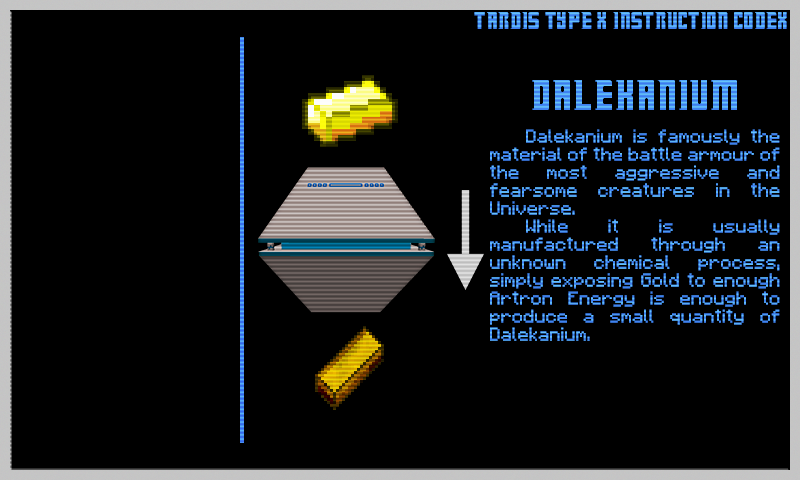 TARDIS TYPE X INSTRUCTION CODEX
DALEKANIUM
Dalekanium is famously the
material of the battle armour of
the most aggressive and
fearsome creatures in the
Universe.
While it is usually
manufactured through an
unknown chemical process,
simply exposing Gold to enough
Artron Energy is enough to
produce a small quantity of
Dalekanium.